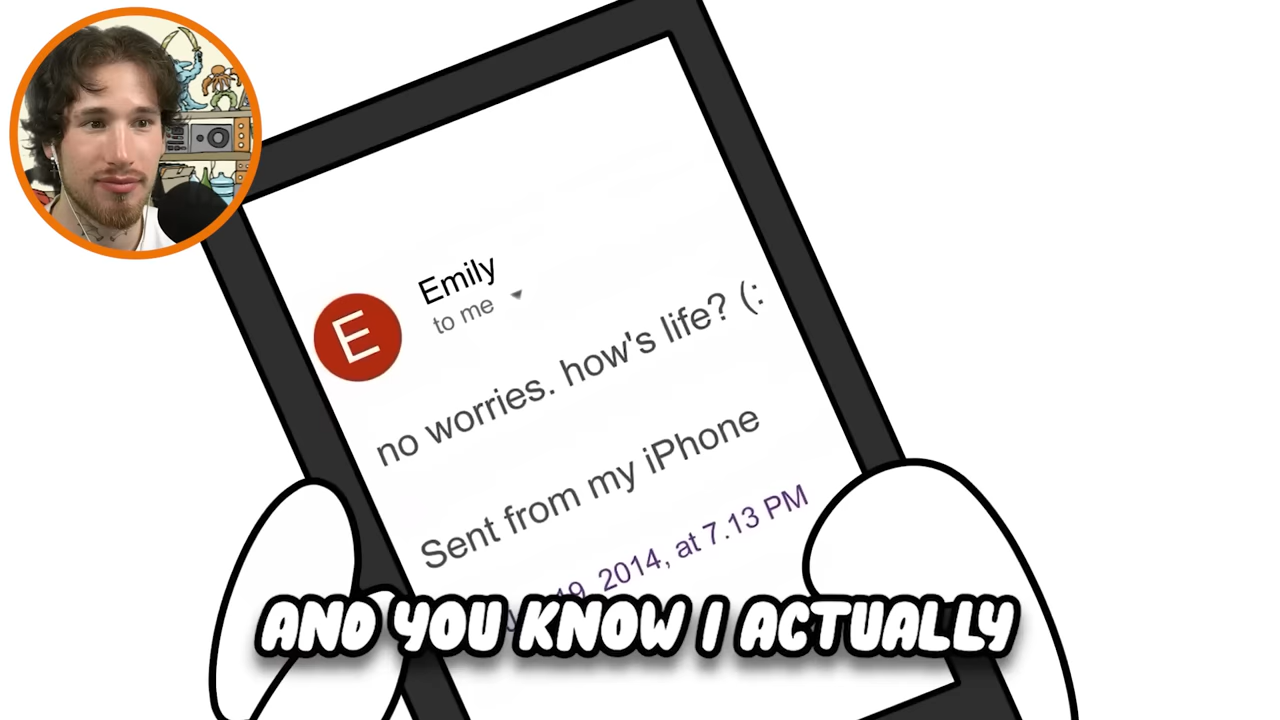 Emily
to me
no worries. how's life? (:
Sent from my iPhone
19, 2014, at 7.13 PM
AND YOU KNOW I ACTUALLY
E